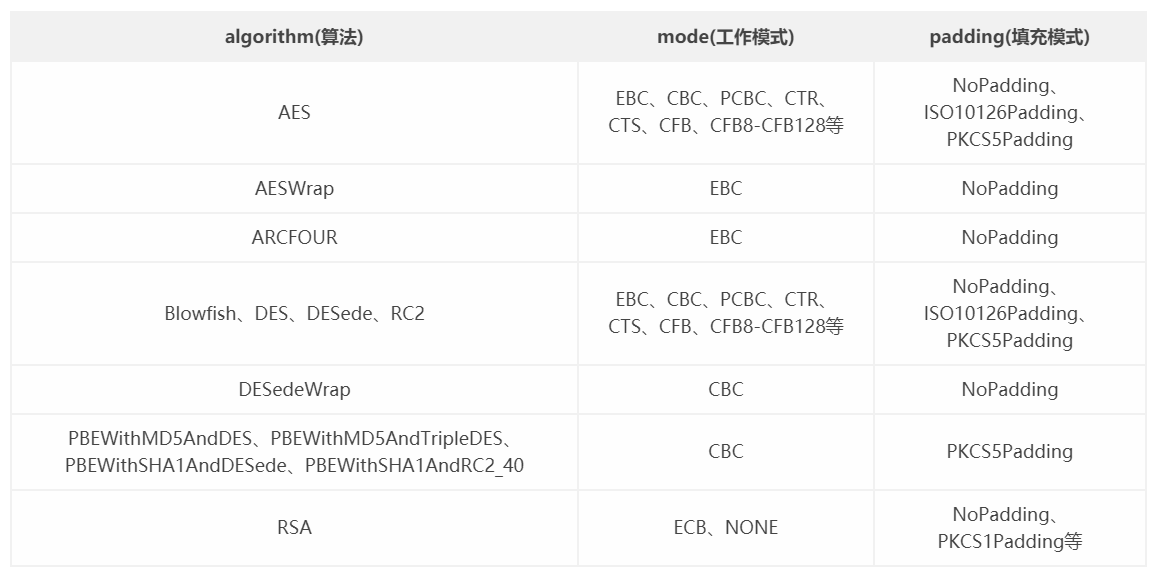 algorithm(算法) mode(工作模式) padding(填充模式)
AES
EBC、CBC、PCBC、CTR、
CTS、CFB、CFB8-CFB128等
NoPadding、
ISO10126Padding、
PKCS5Padding
AESWrap EBC NoPadding
ARCFOUR EBC NoPadding
Blowfish、DES、DESede、RC2
EBC、CBC、PCBC、CTR、
CTS、CFB、CFB8-CFB128等
NoPadding、
ISO10126Padding、
PKCS5Padding
DESedeWrap CBC NoPadding
PBEWithMD5AndDES、PBEWithMD5AndTripleDES、
PBEWithSHA1AndDESede、PBEWithSHA1AndRC2_40
CBC
PKCS5Padding
RSA
ECB、NONE
NoPadding、
PKCS1Padding等